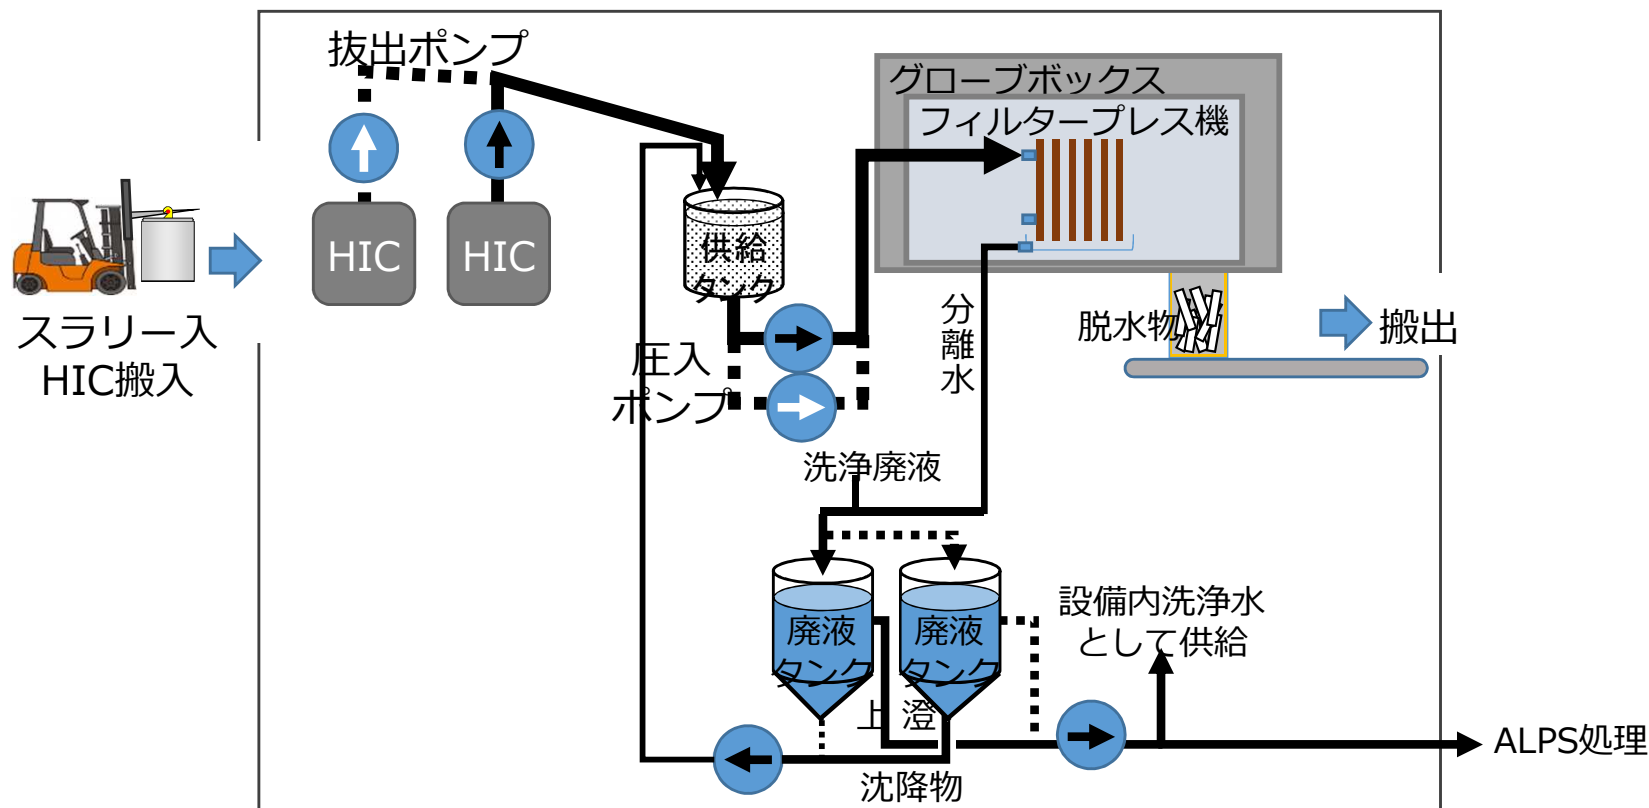 抜出ポンプ
グローブボックス
フィルタープレス機
HIC
HIC
供給
タンク
スラリー入
HIC搬入
圧入
ポンプ
分離水
脱水物
搬出
洗浄廃液
廃液
タンク
廃液
タンク
設備内洗浄水
として供給
上 澄
ALPS処理
沈降物